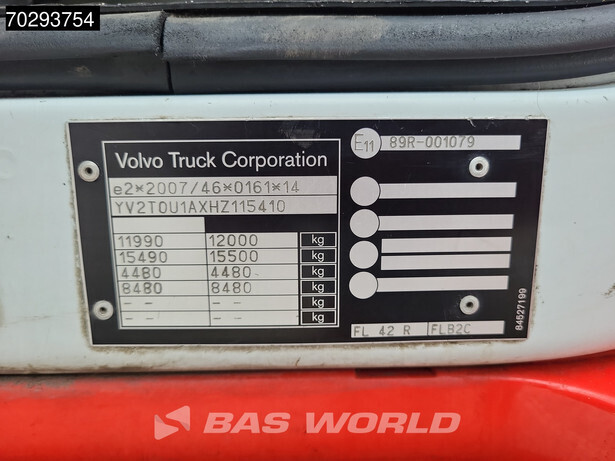 70293754
Volvo Truck Corporation
e2*2007/46*0161*14
YV2T0U1AXHZ115410
11990 12000 kg
15490 15500 kg
4480 4480 kg
8480 8480 kg
-- -- kg
-- -- kg
E11 89R-001079
FL 42 R FLB2C
84527199
BAS WORLD